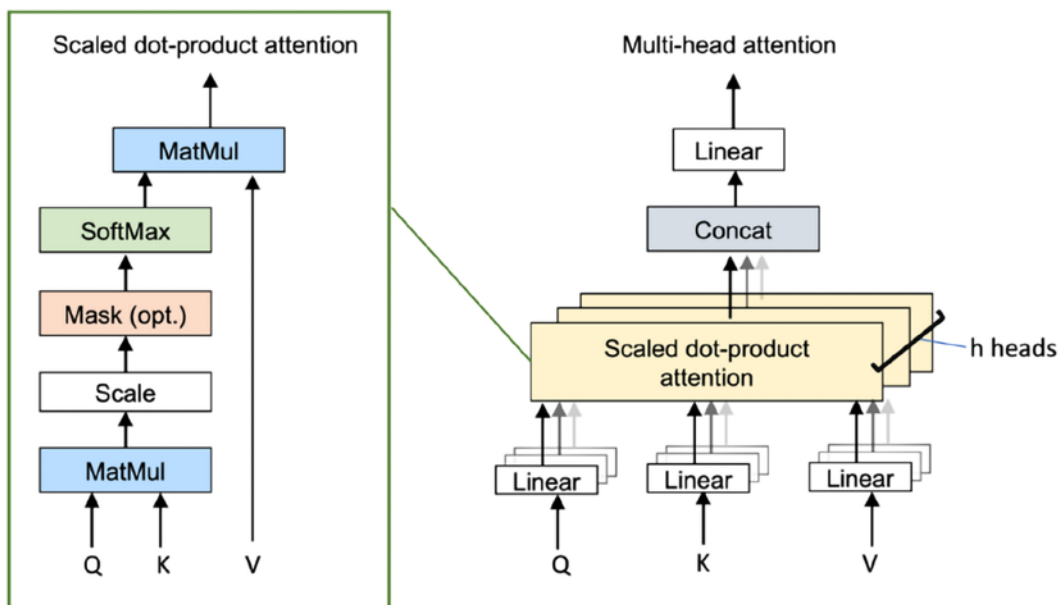 Scaled dot-product attention
MatMul
SoftMax
Mask (opt.)
Scale
MatMul
Q K V
Multi-head attention
Linear
Concat
Scaled dot-product
attention
h heads
Linear Linear Linear
Q K V